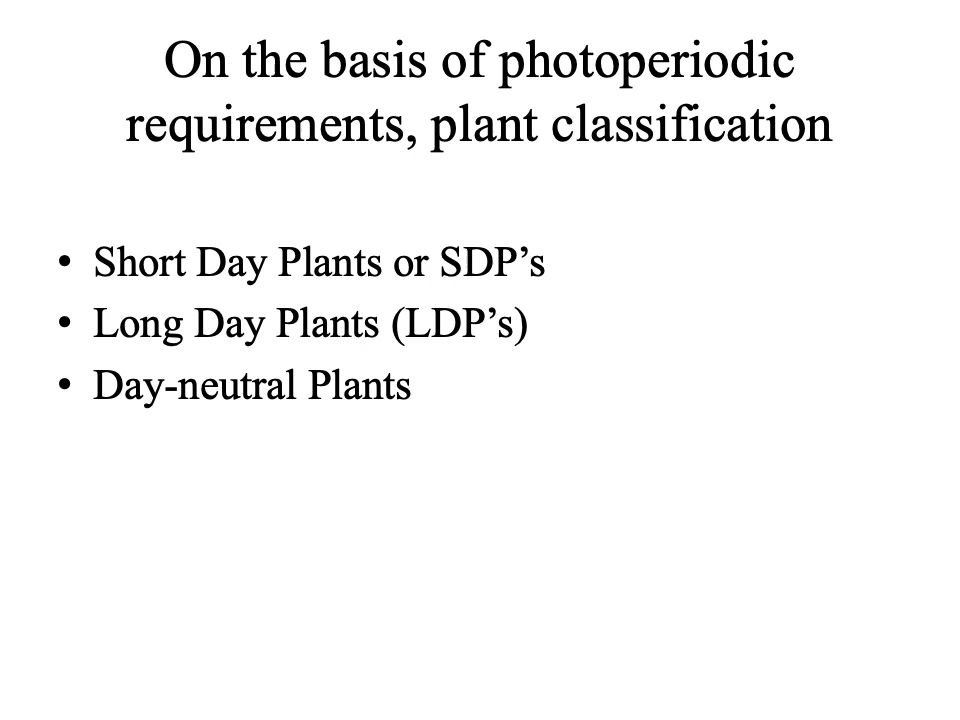 On the basis of photoperiodic
requirements, plant classification
• Short Day Plants or SDP’s
• Long Day Plants (LDP’s)
• Day-neutral Plants